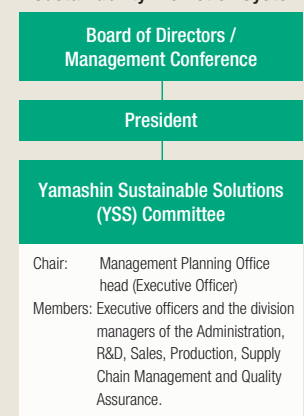 Board of Directors /
Management Conference
President
Yamashin Sustainable Solutions
(YSS) Committee
Chair: Management Planning Office
head (Executive Officer)
Members: Executive officers and the division
managers of the Administration,
R&D, Sales, Production, Supply
Chain Management and Quality
Assurance.